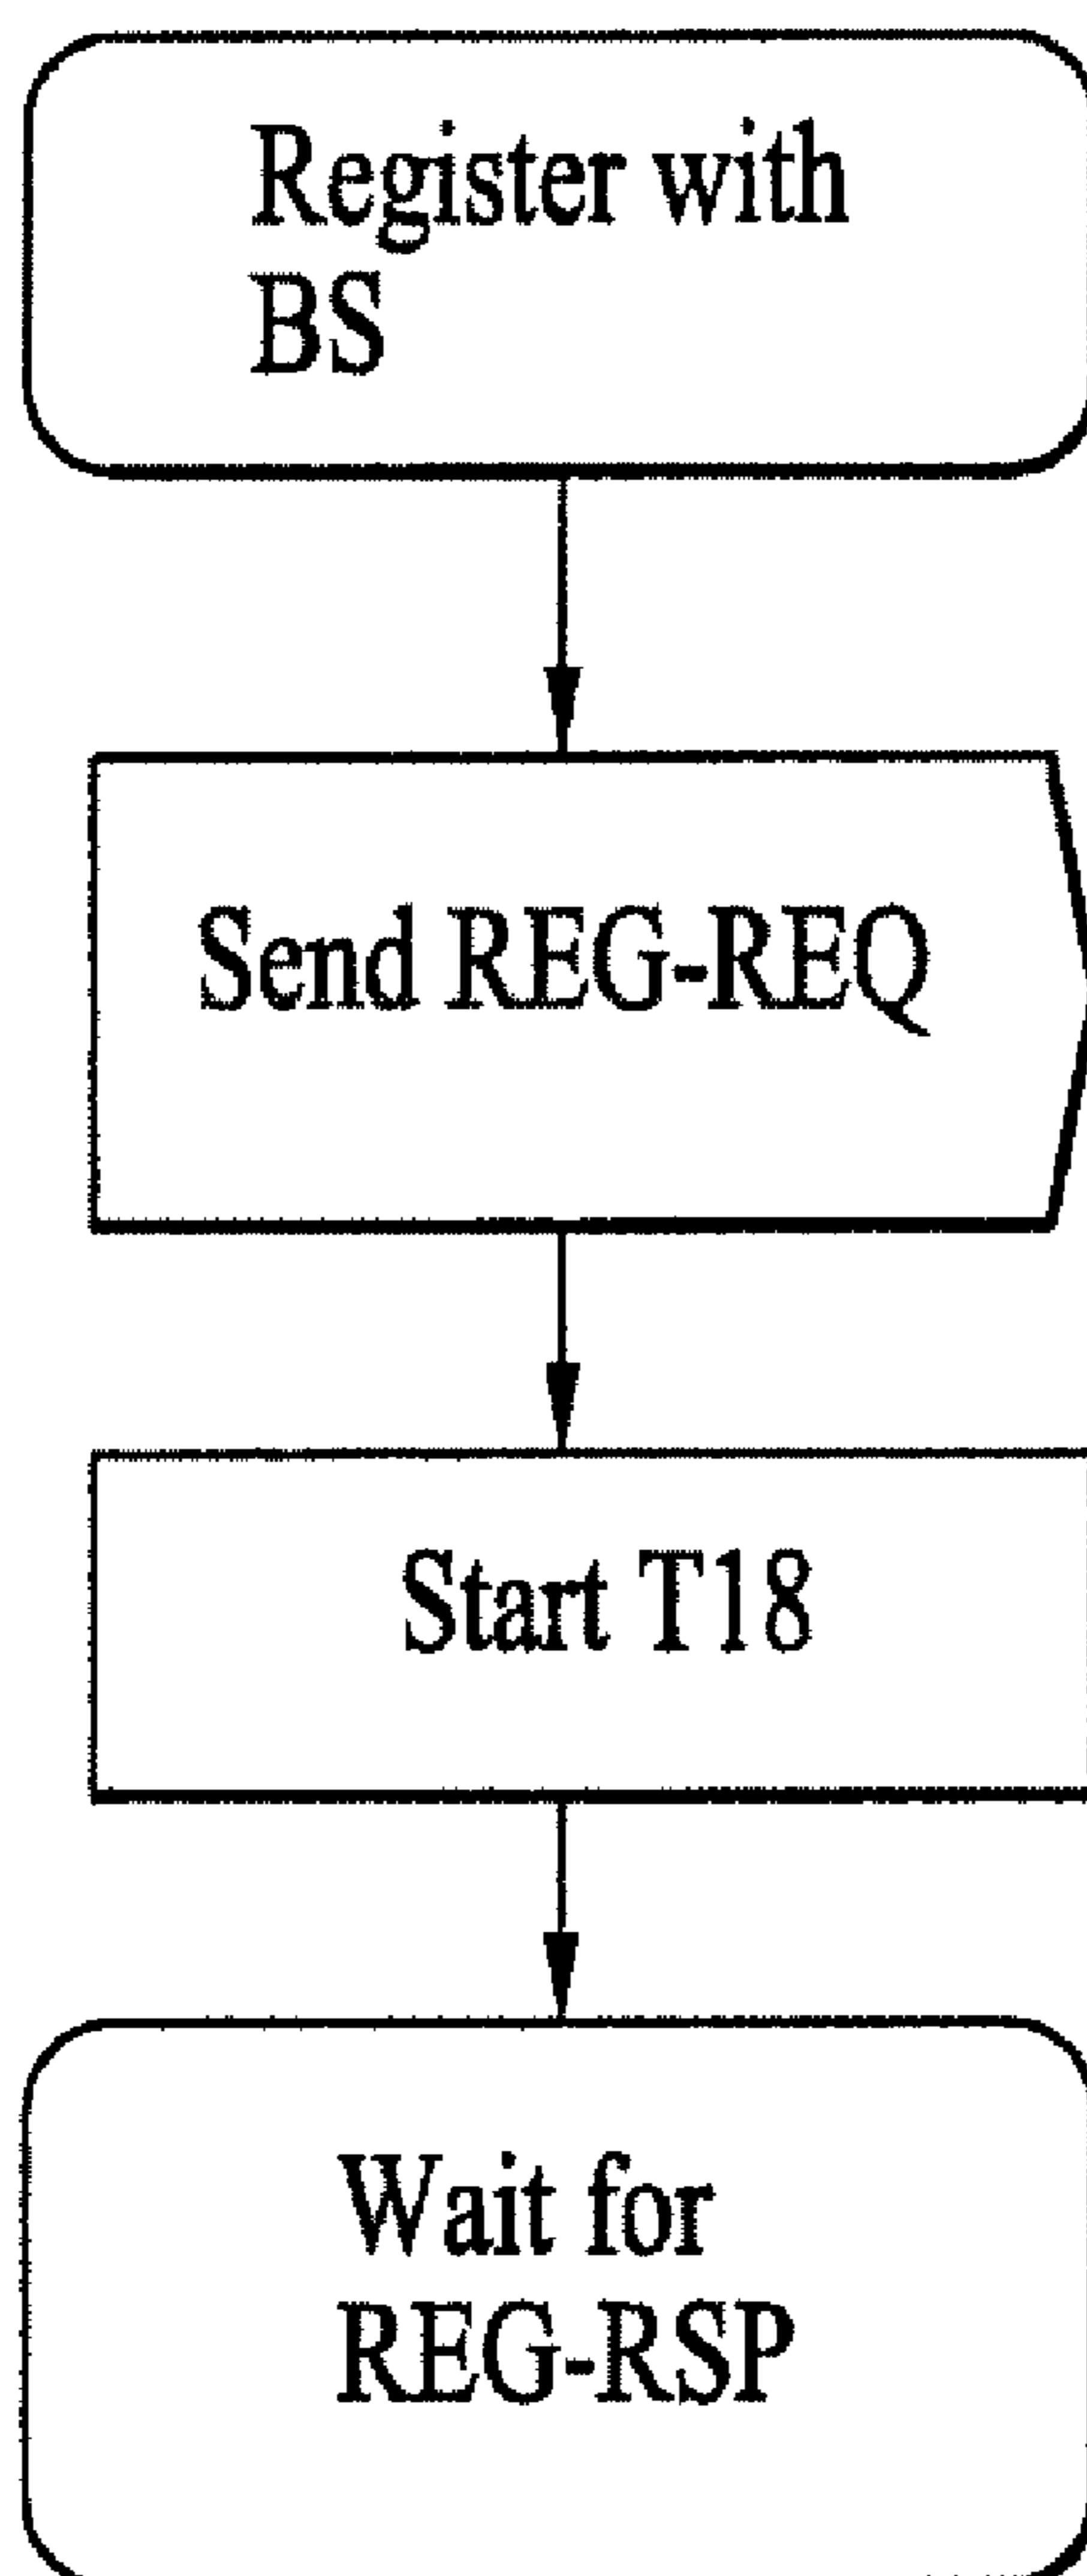 Register with
BS
Send REG-REQ
Start T18
Wait for
REG-RSP